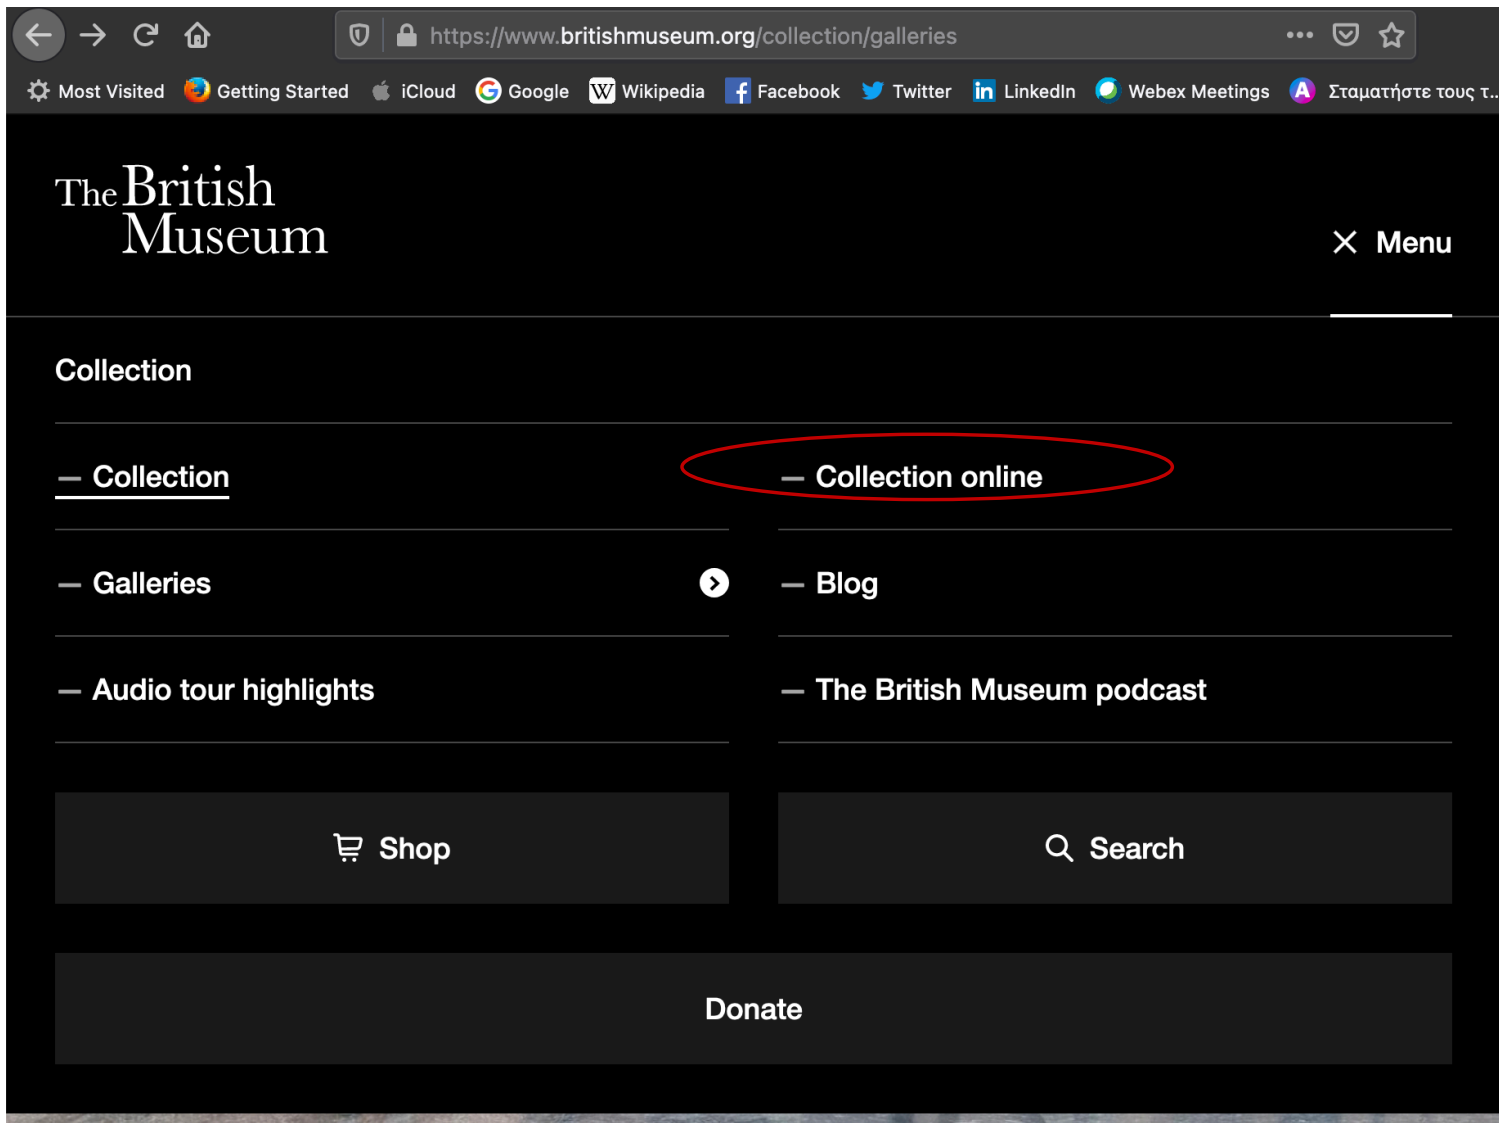 https://www.britishmuseum.org/collection/galleries
Most Visited Getting Started iCloud Google Wikipedia Facebook Twitter LinkedIn Webex Meetings Σταματήστε τους τ...
The British
Museum
Menu
Collection
Collection
Collection online
Galleries
Blog
Audio tour highlights
The British Museum podcast
Shop
Search
Donate